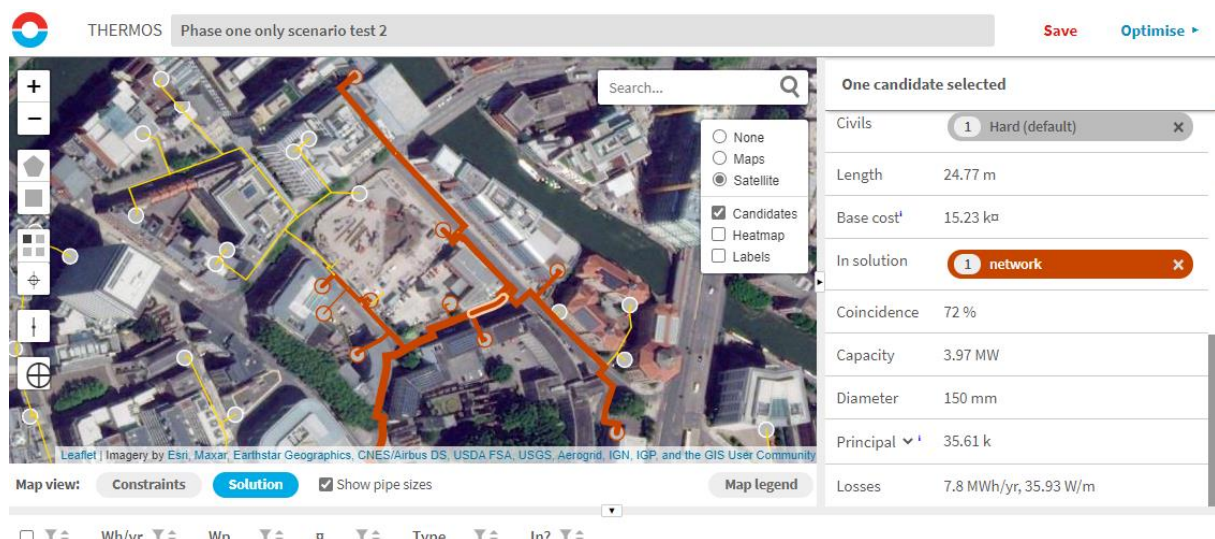 THERMOS Phase one only scenario test 2 Save Optimise ▸
+
−
Search...
None
Maps
Satellite
Candidates
Heatmap
Labels
Leaflet | Imagery by Esri, Maxar, Earthstar Geographics, CNES/Airbus DS, USDA FSA, USGS, Aerogrid, IGN, IGP, and the GIS User Community
Map view: Constraints Solution Show pipe sizes Map legend
One candidate selected
Civils 1 Hard (default) ×
Length 24.77 m
Base costⁱ 15.23 k¤
In solution 1 network ×
Coincidence 72 %
Capacity 3.97 MW
Diameter 150 mm
Principal ⁱ 35.61 k
Losses 7.8 MWh/yr, 35.93 W/m
Wh/yr Wp ¤ Type In?